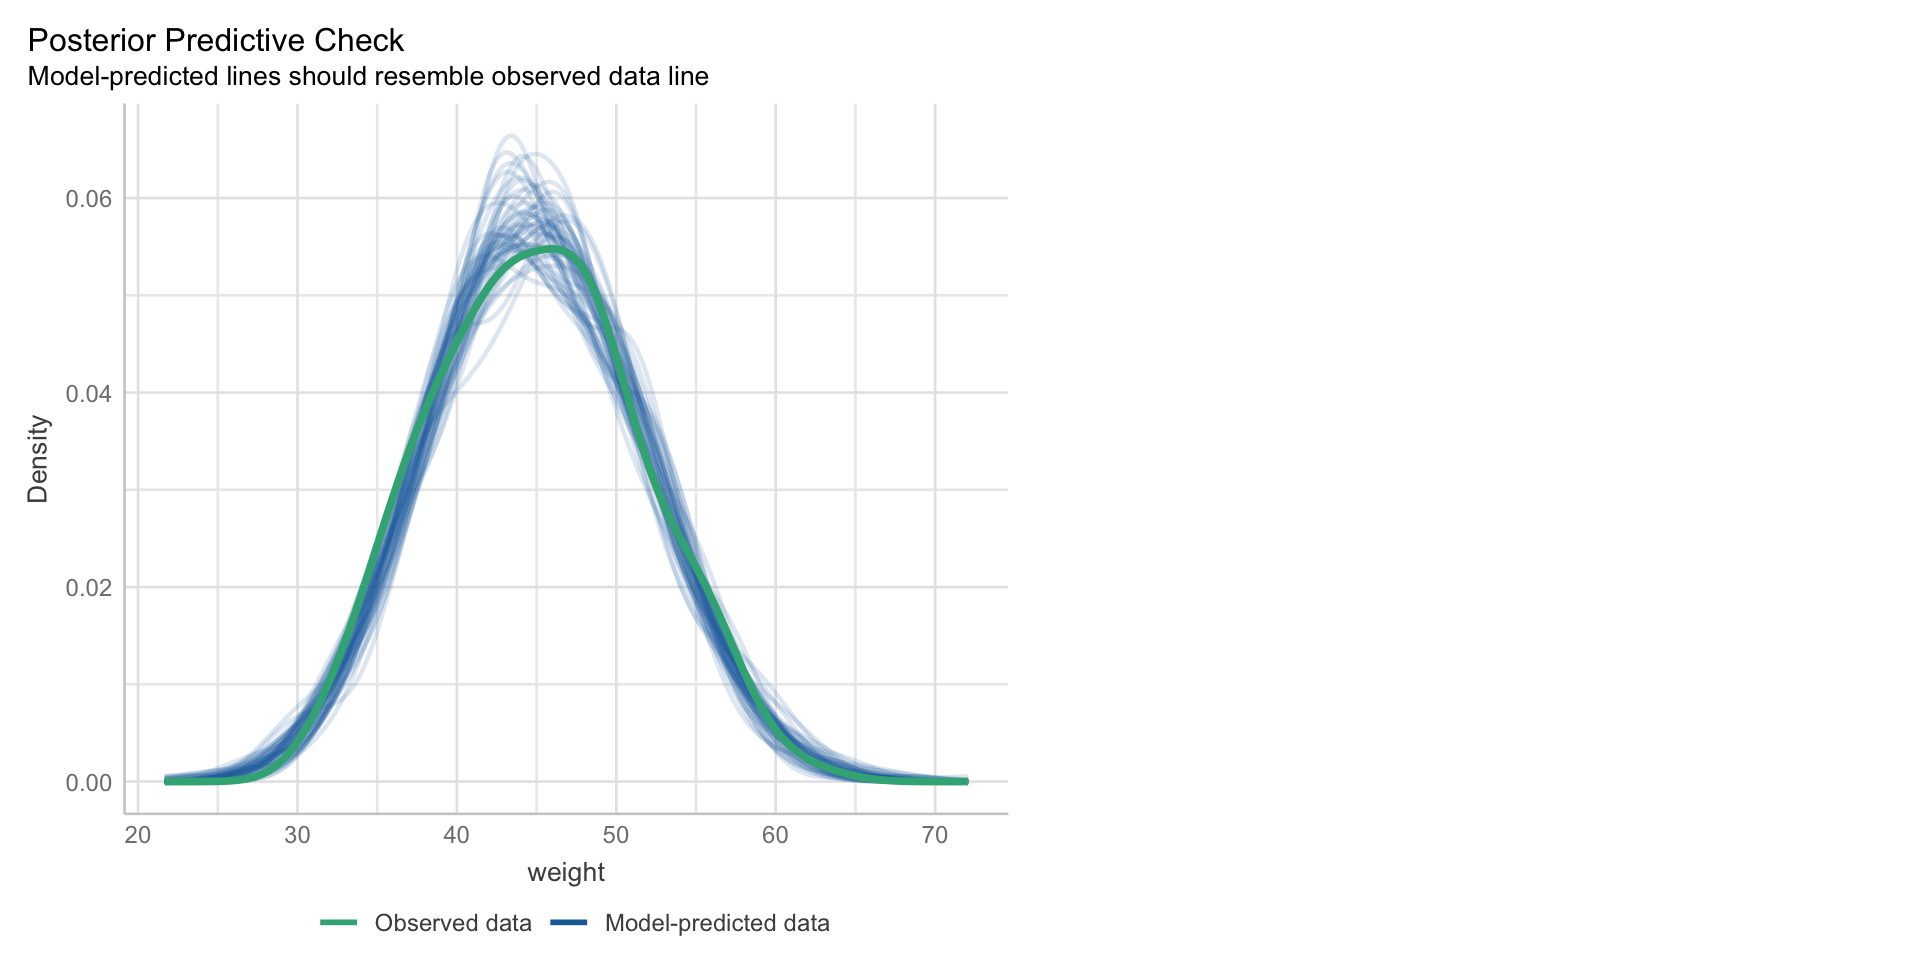 Posterior Predictive Check
Model-predicted lines should resemble observed data line
0.06
0.04
0.02
0.00
Density
20 30 40 50 60 70
weight
Observed data Model-predicted data